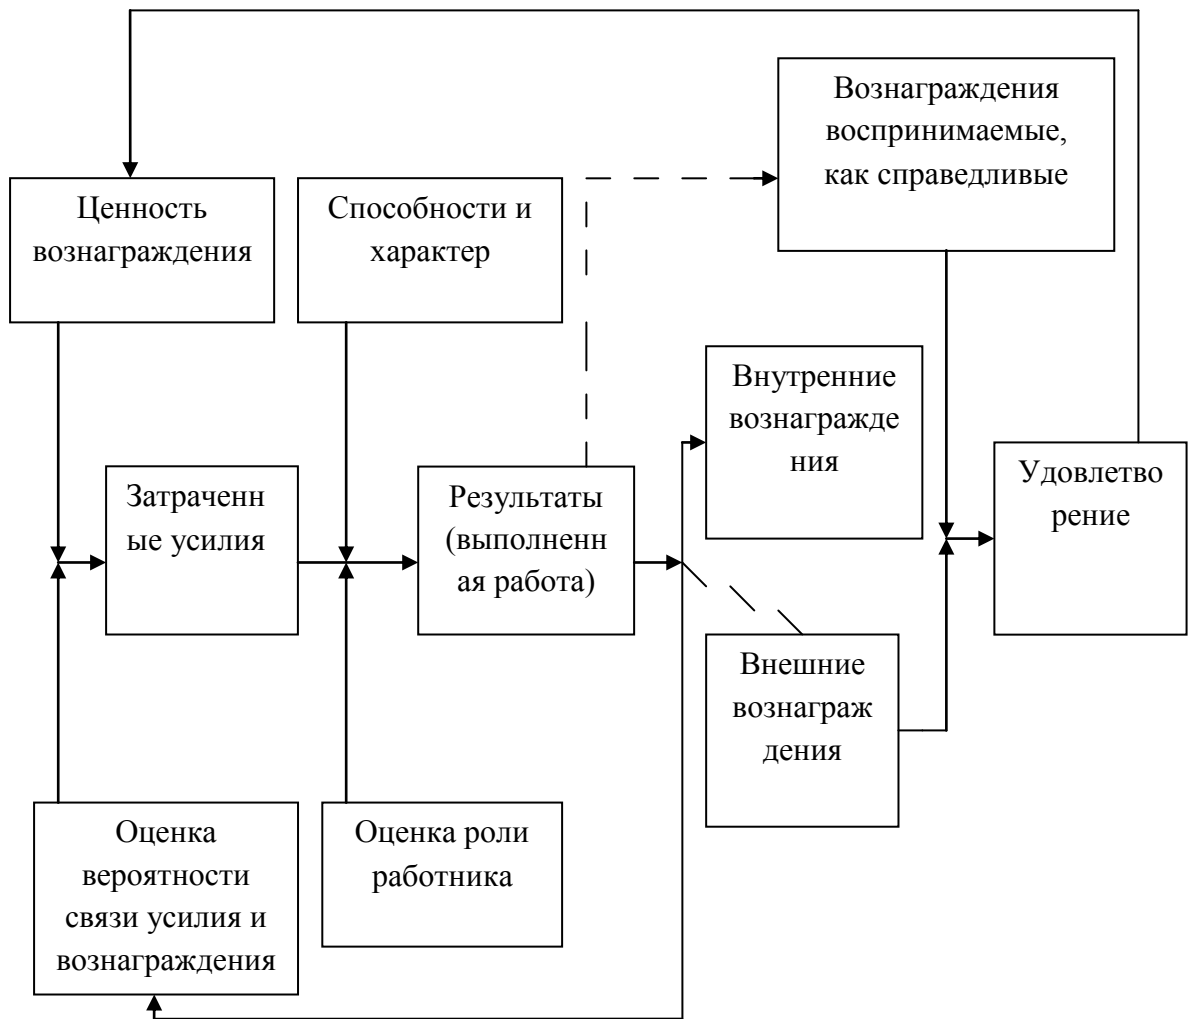 Вознаграждения
воспринимаемые,
как справедливые
Ценность
вознаграждения
Способности и
характер
Внутренние
вознагражде
ния
Затраченн
ые усилия
Результаты
(выполненн
ая работа)
Удовлетво
рение
Внешние
вознаграж
дения
Оценка
вероятности
связи усилия и
вознаграждения
Оценка роли
работника